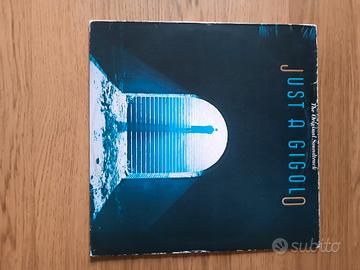 The Original Soundtrack
JUST A GIGOLO
subito